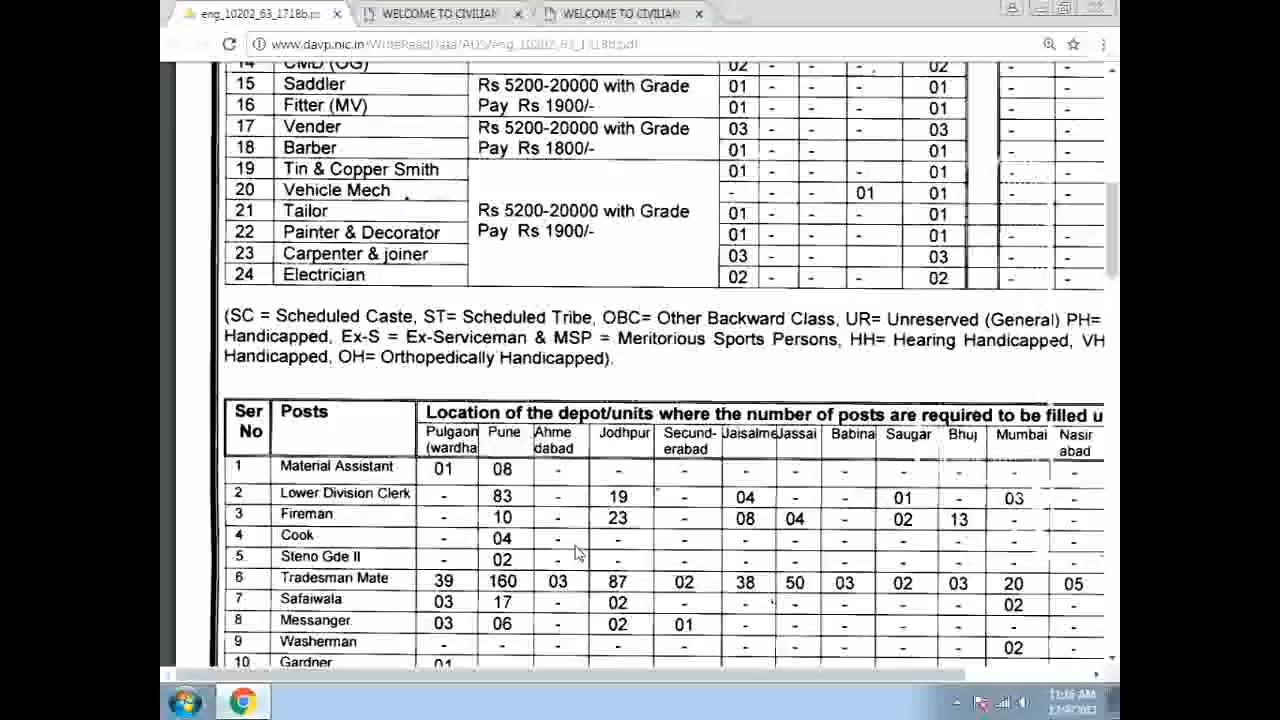 eng_10202_63_1718b.p
WELCOME TO CIVILIAN
WELCOME TO CIVILIAN
www.davp.nic.in/WriteReadData/ADS/eng_10202_63_1718b.pdf
14 CMD (OG) 02 - - - 02 - -
15 Saddler Rs 5200-20000 with Grade 01 - - - 01 - -
16 Fitter (MV) Pay Rs 1900/- 01 - - - 01 - -
17 Vender Rs 5200-20000 with Grade 03 - - - 03 - -
18 Barber Pay Rs 1800/- 01 - - - 01 - -
19 Tin & Copper Smith 01 - - - 01 - -
20 Vehicle Mech - - - 01 01 - -
21 Tailor Rs 5200-20000 with Grade 01 - - - 01 - -
22 Painter & Decorator Pay Rs 1900/- 01 - - - 01 - -
23 Carpenter & joiner 03 - - - 03 - -
24 Electrician 02 - - - 02 - -
(SC = Scheduled Caste, ST= Scheduled Tribe, OBC= Other Backward Class, UR= Unreserved (General) PH=
Handicapped, Ex-S = Ex-Serviceman & MSP = Meritorious Sports Persons, HH= Hearing Handicapped, VH
Handicapped, OH= Orthopedically Handicapped).
Ser Posts Location of the depot/units where the number of posts are required to be filled u
No Pulgaon Pune Ahme Jodhpur Secund- Jaisalme Jassai Babina Saugar Bhuj Mumbai Nasir
(wardha dabad erabad abad
1 Material Assistant 01 08 - - - - - - - - - -
2 Lower Division Clerk - 83 - 19 - 04 - - 01 - 03 -
3 Fireman - 10 - 23 - 08 04 - 02 13 - -
4 Cook - 04 - - - - - - - - - -
5 Steno Gde II - 02 - - - - - - - - - -
6 Tradesman Mate 39 160 03 87 02 38 50 03 02 03 20 05
7 Safaiwala 03 17 - 02 - - - - - - 02 -
8 Messanger 03 06 - 02 01 - - - - - - -
9 Washerman - - - - - - - - - - 02 -
10 Gardner 01
11:16 AM